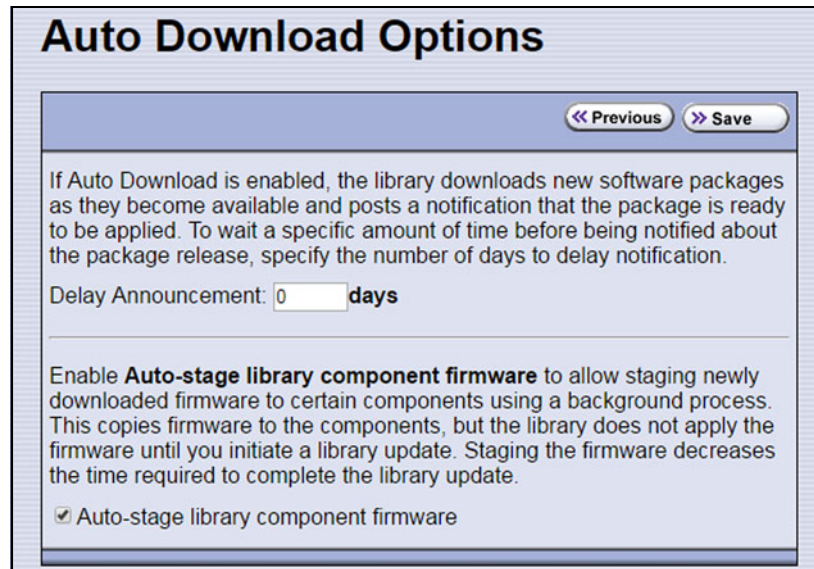 Auto Download Options
Previous
Save
If Auto Download is enabled, the library downloads new software packages
as they become available and posts a notification that the package is ready
to be applied. To wait a specific amount of time before being notified about
the package release, specify the number of days to delay notification.
Delay Announcement: 0 days
Enable Auto-stage library component firmware to allow staging newly
downloaded firmware to certain components using a background process.
This copies firmware to the components, but the library does not apply the
firmware until you initiate a library update. Staging the firmware decreases
the time required to complete the library update.
Auto-stage library component firmware